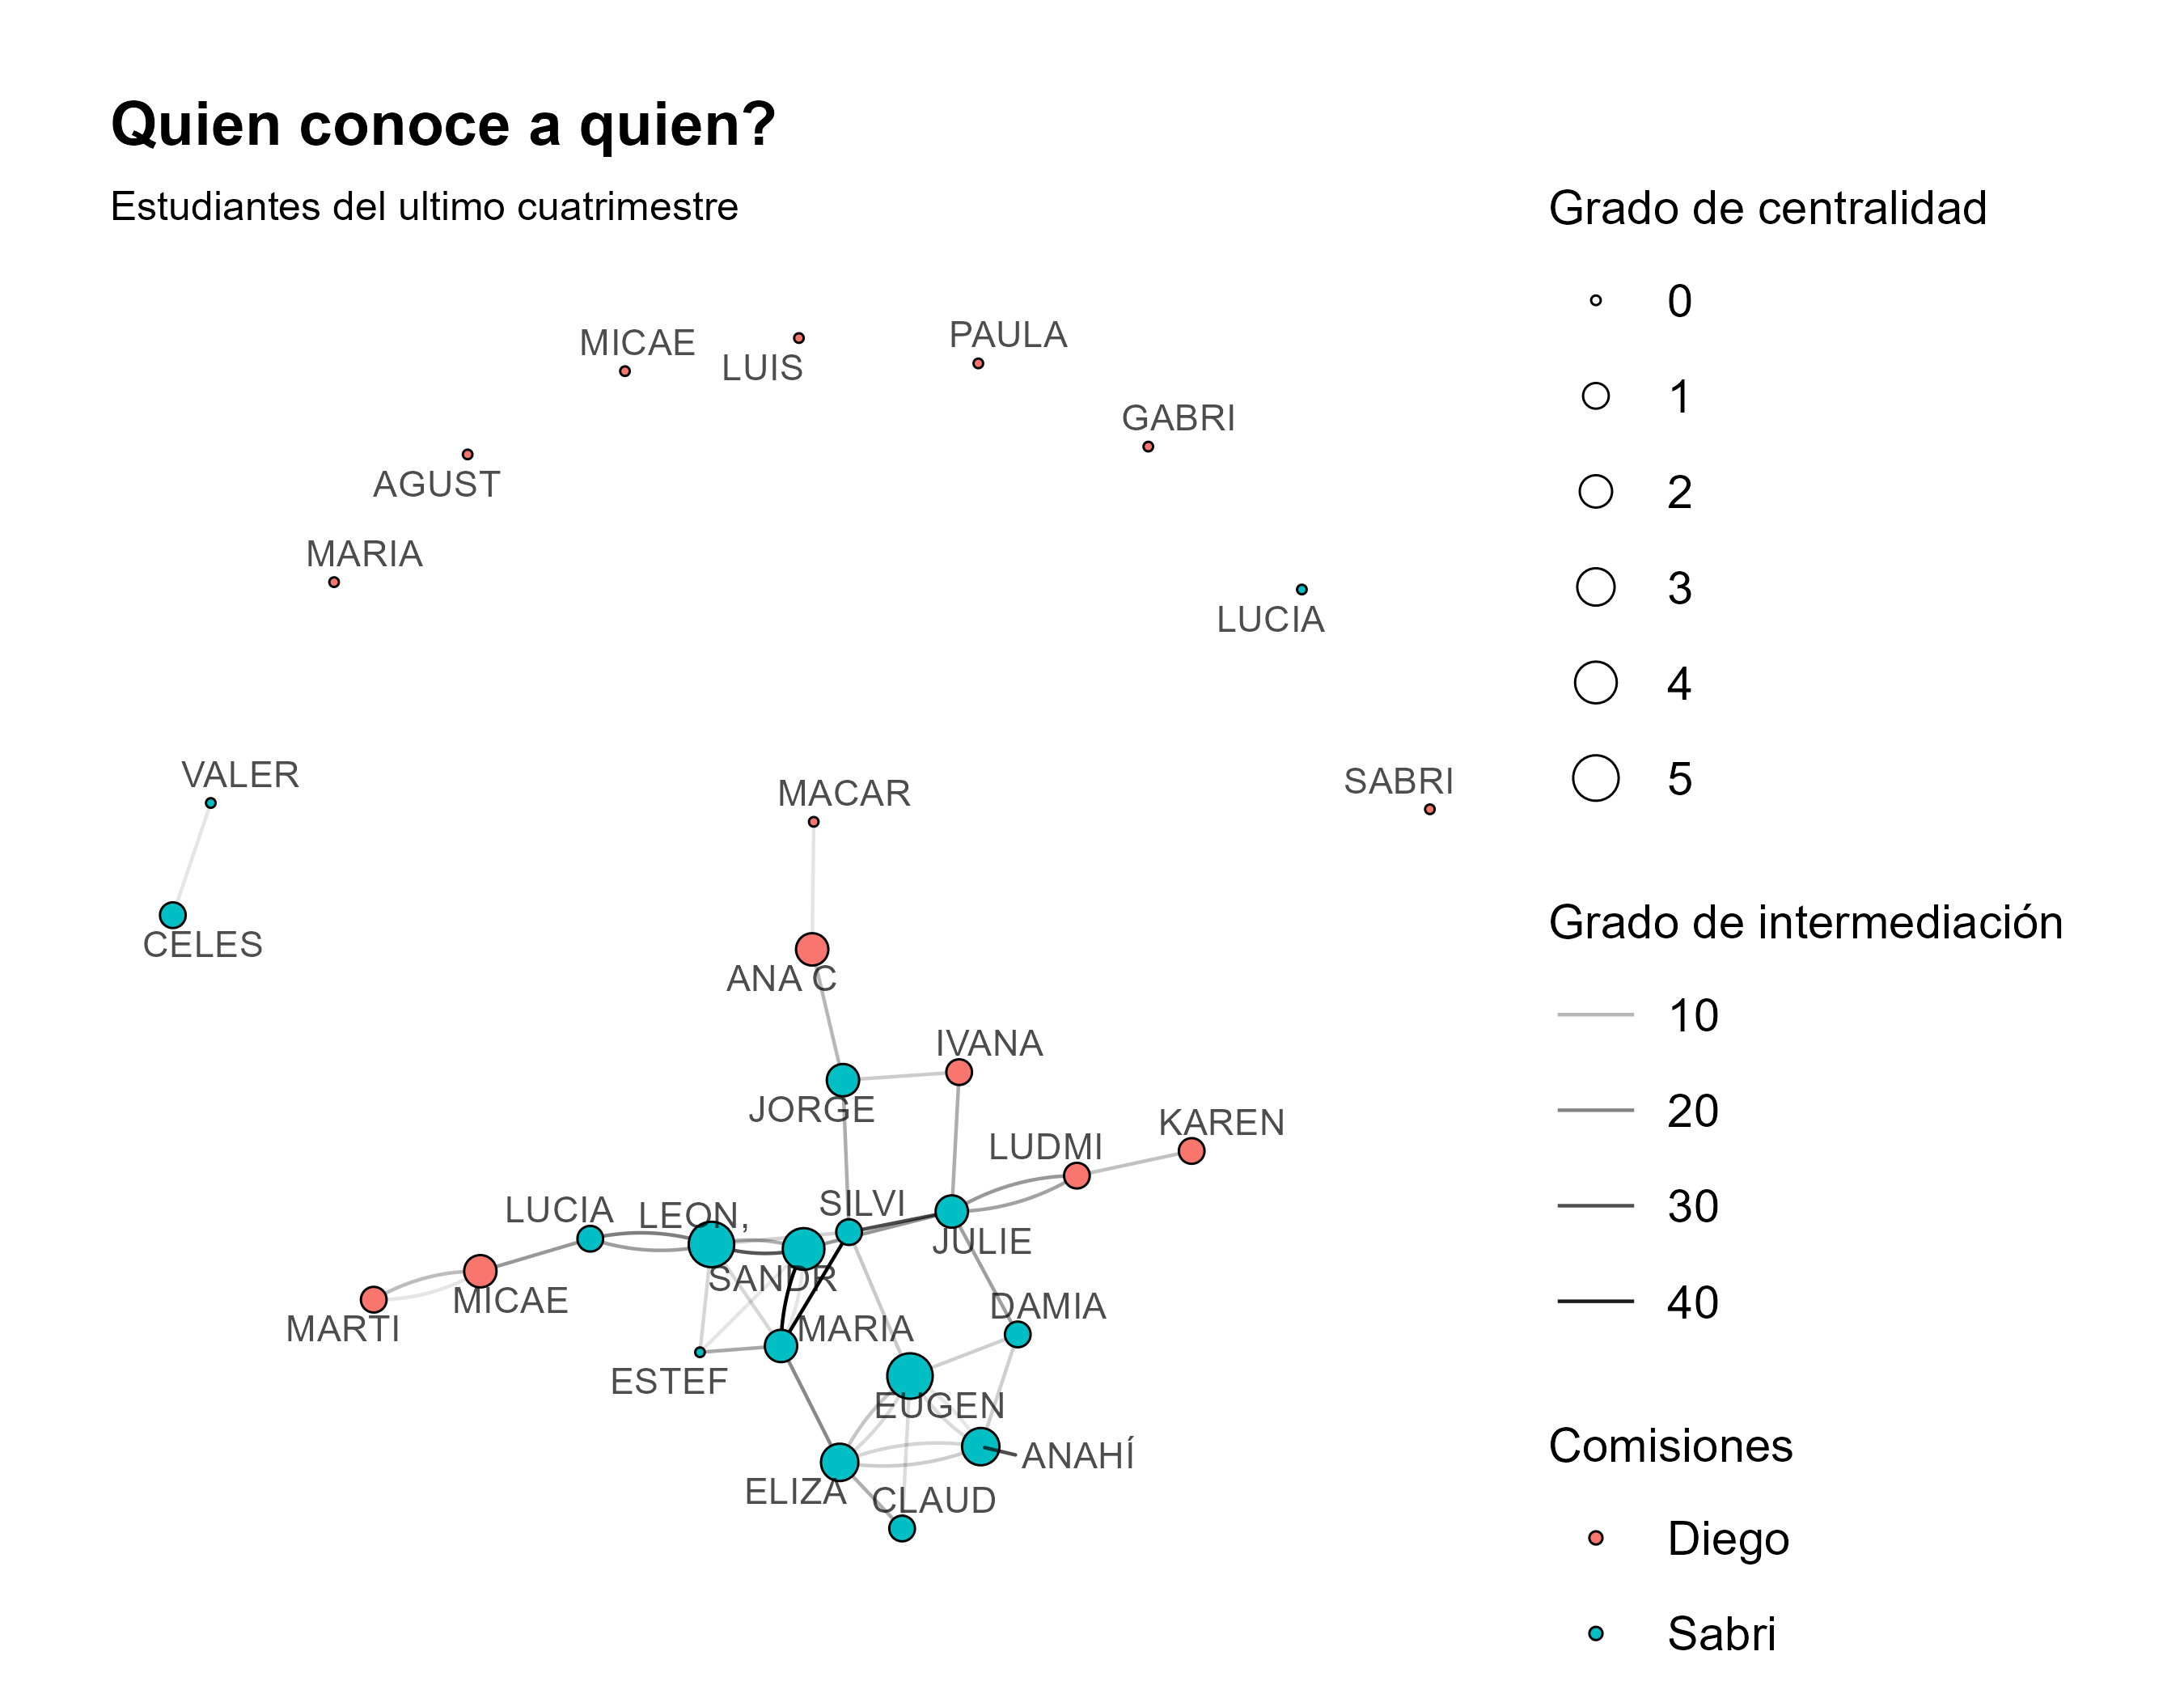 Quien conoce a quien?
Estudiantes del ultimo cuatrimestre
MICAE
LUIS
PAULA
GABRI
AGUST
MARIA
LUCIA
VALER
MACAR
SABRI
CELES
ANA C
IVANA
JORGE
KAREN
LUDMI
LUCIA
LEON,
SILVI
JULIE
SANDR
MICAE
MARTI
DAMIA
MARIA
ESTEF
EUGEN
ANAHÍ
ELIZA
CLAUD
Grado de centralidad
0
1
2
3
4
5
Grado de intermediación
10
20
30
40
Comisiones
Diego
Sabri